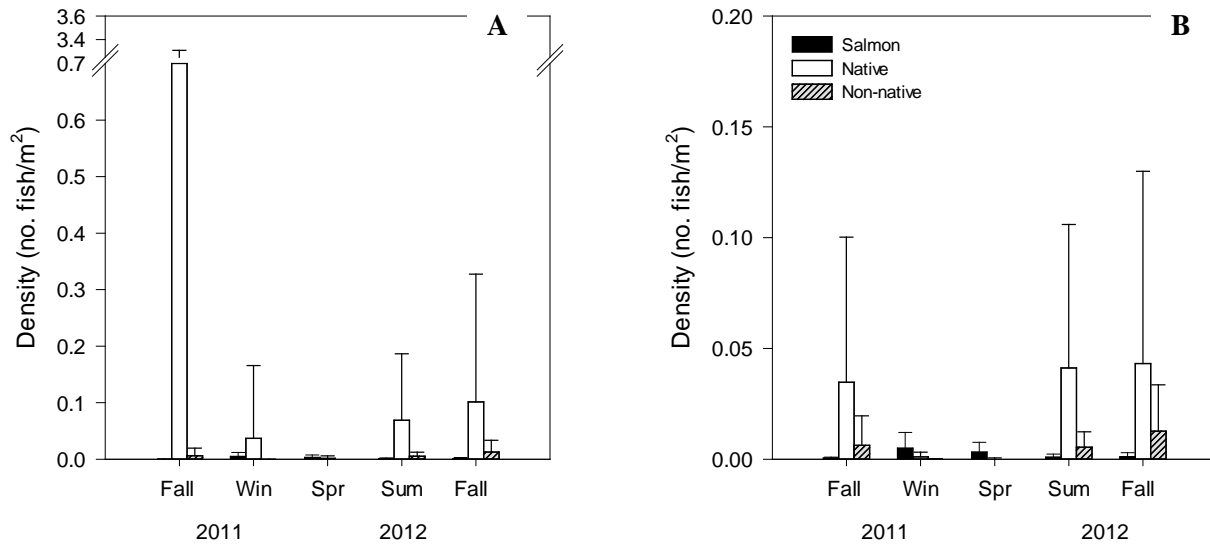 A
Density (no. fish/m²)
3.6
3.4
0.7
0.6
0.5
0.4
0.3
0.2
0.1
0.0
Fall Win Spr Sum Fall
2011 2012
B
Density (no. fish/m²)
0.20
0.15
0.10
0.05
0.00
Salmon
Native
Non-native
Fall Win Spr Sum Fall
2011 2012